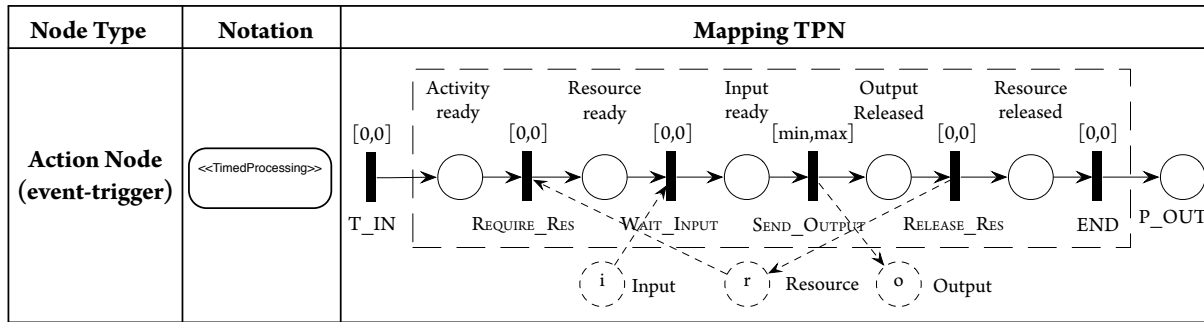 Node Type
Notation
Mapping TPN
Action Node
(event-trigger)
<<TimedProcessing>>
Activity
ready
Resource
ready
Input
ready
Output
Released
Resource
released
[0,0]
[0,0]
[0,0]
[min,max]
[0,0]
[0,0]
T_IN
REQUIRE_RES
WAIT_INPUT
SEND_OUTPUT
RELEASE_RES
END
P_OUT
i
Input
r
Resource
o
Output